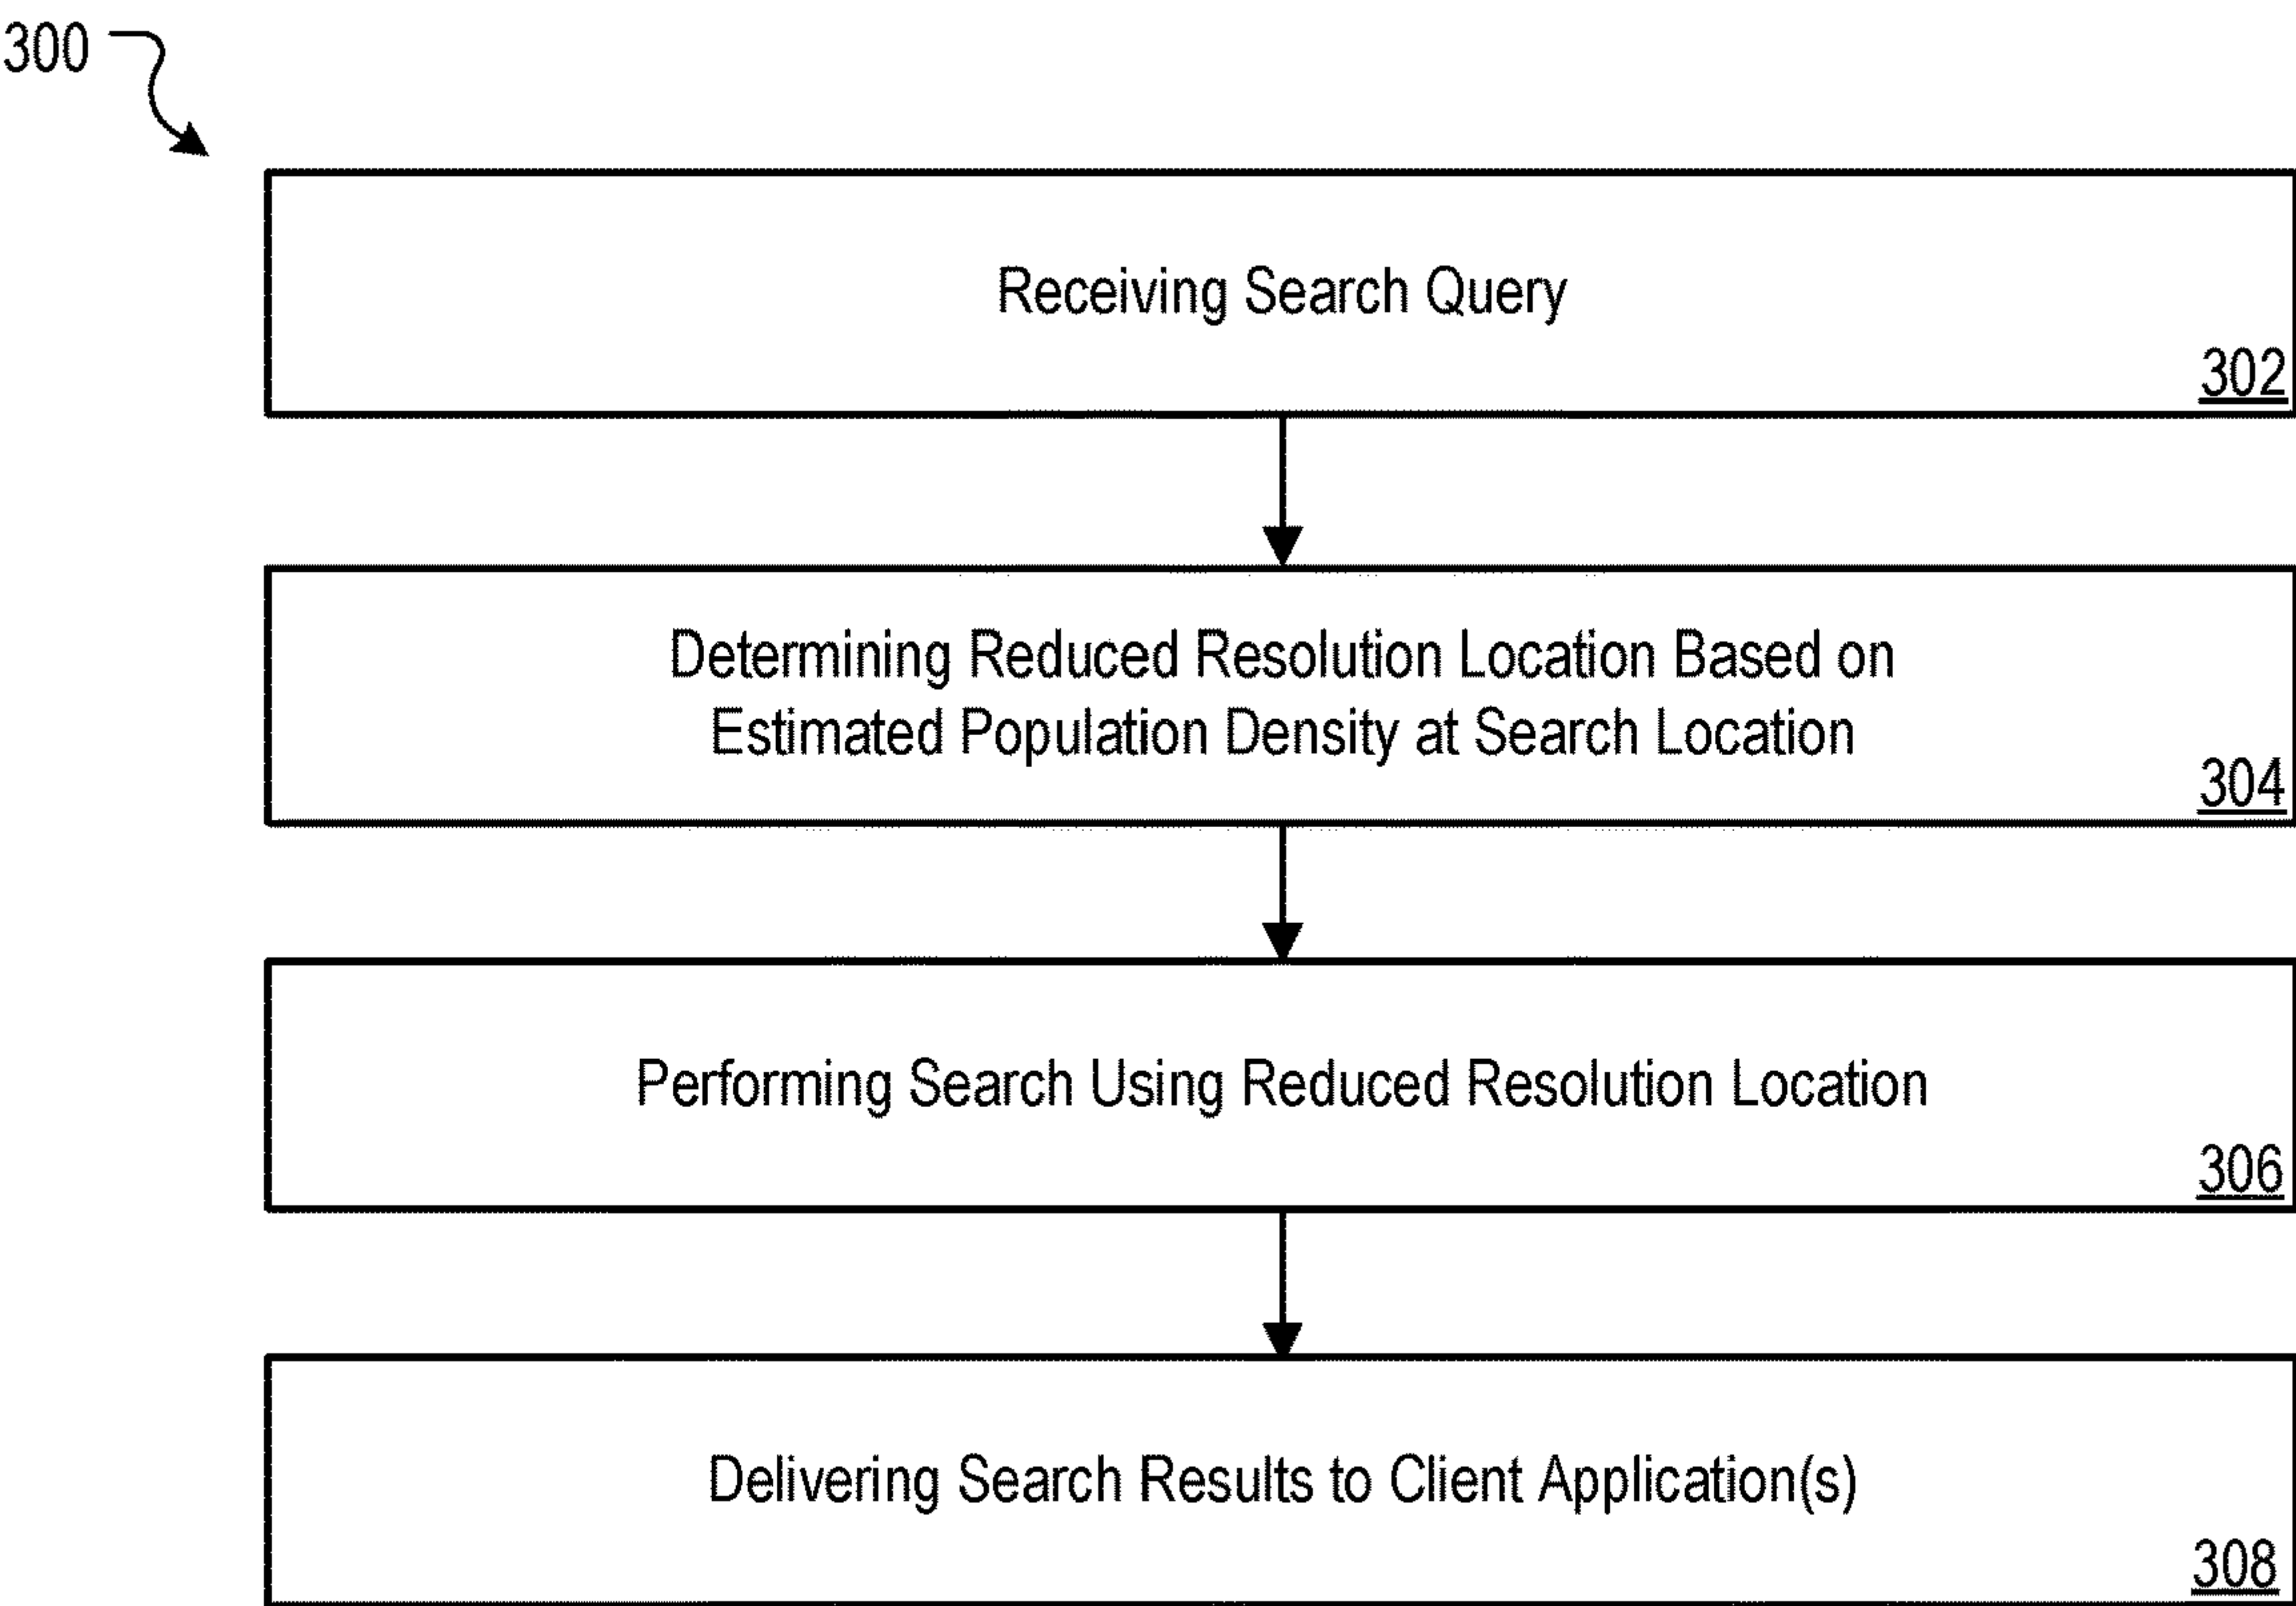 300
Receiving Search Query
302
Determining Reduced Resolution Location Based on
Estimated Population Density at Search Location
304
Performing Search Using Reduced Resolution Location
306
Delivering Search Results to Client Application(s)
308